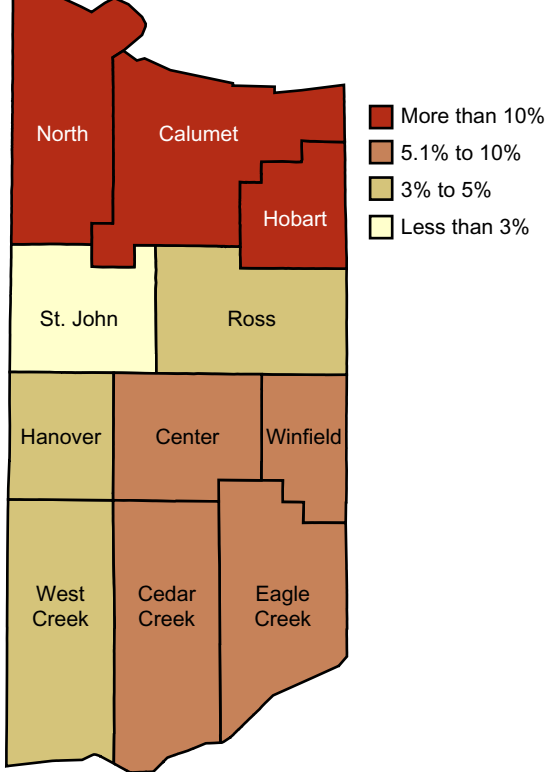 North
Calumet
Hobart
St. John
Ross
Hanover
Center
Winfield
West
Creek
Cedar
Creek
Eagle
Creek
More than 10%
5.1% to 10%
3% to 5%
Less than 3%